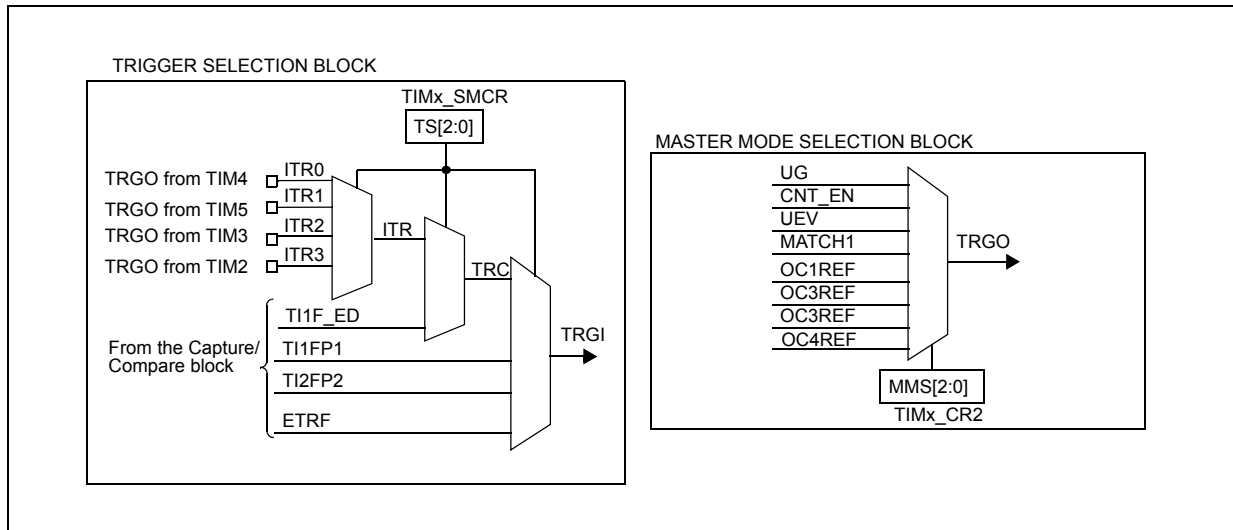 TRIGGER SELECTION BLOCK
TIMx_SMCR
TS[2:0]
TRGO from TIM4
ITR0
TRGO from TIM5
ITR1
TRGO from TIM3
ITR2
TRGO from TIM2
ITR3
ITR
TRC
TI1F_ED
From the Capture/
Compare block
TI1FP1
TI2FP2
ETRF
TRGI
MASTER MODE SELECTION BLOCK
UG
CNT_EN
UEV
MATCH1
OC1REF
OC3REF
OC3REF
OC4REF
TRGO
MMS[2:0]
TIMx_CR2